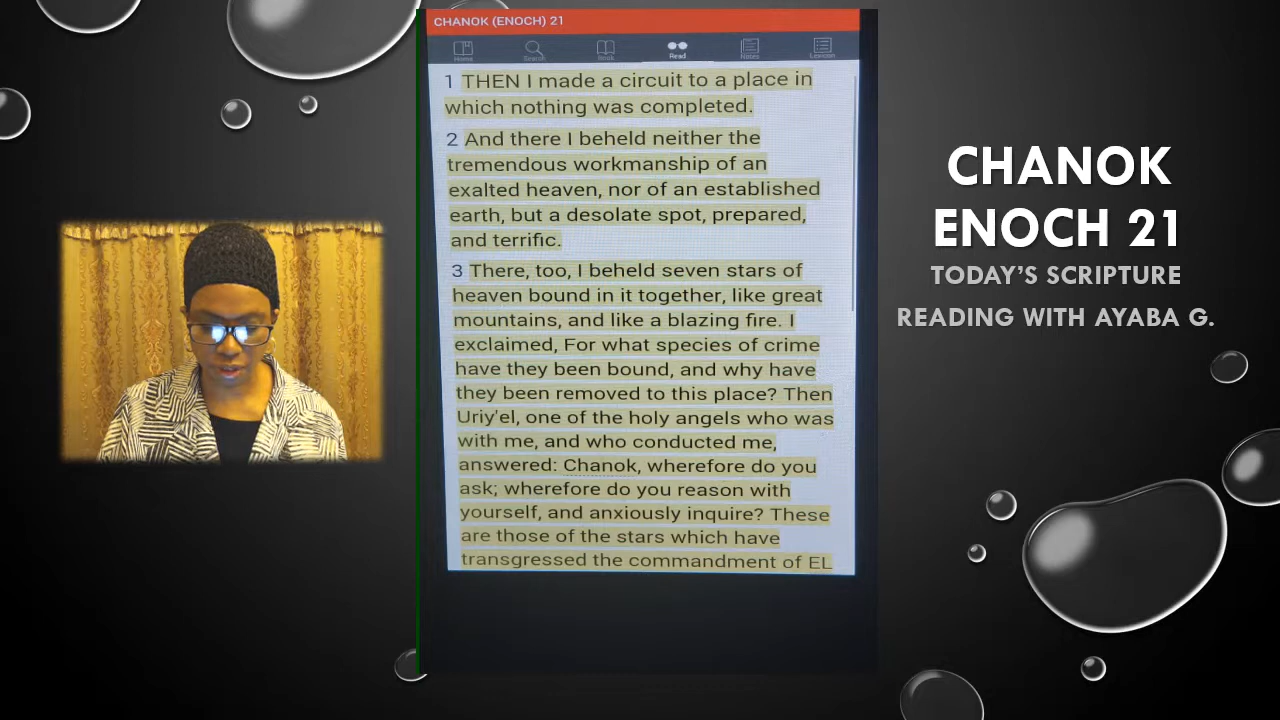 CHANOK (ENOCH) 21
Home Search Book Read Notes
1 THEN I made a circuit to a place in
which nothing was completed.
2 And there I beheld neither the
tremendous workmanship of an
exalted heaven, nor of an established
earth, but a desolate spot, prepared,
and terrific.
3 There, too, I beheld seven stars of
heaven bound in it together, like great
mountains, and like a blazing fire. I
exclaimed, For what species of crime
have they been bound, and why have
they been removed to this place? Then
Uriy'el, one of the holy angels who was
with me, and who conducted me,
answered: Chanok, wherefore do you
ask; wherefore do you reason with
yourself, and anxiously inquire? These
are those of the stars which have
transgressed the commandment of EL
CHANOK
ENOCH 21
TODAY'S SCRIPTURE
READING WITH AYABA G.